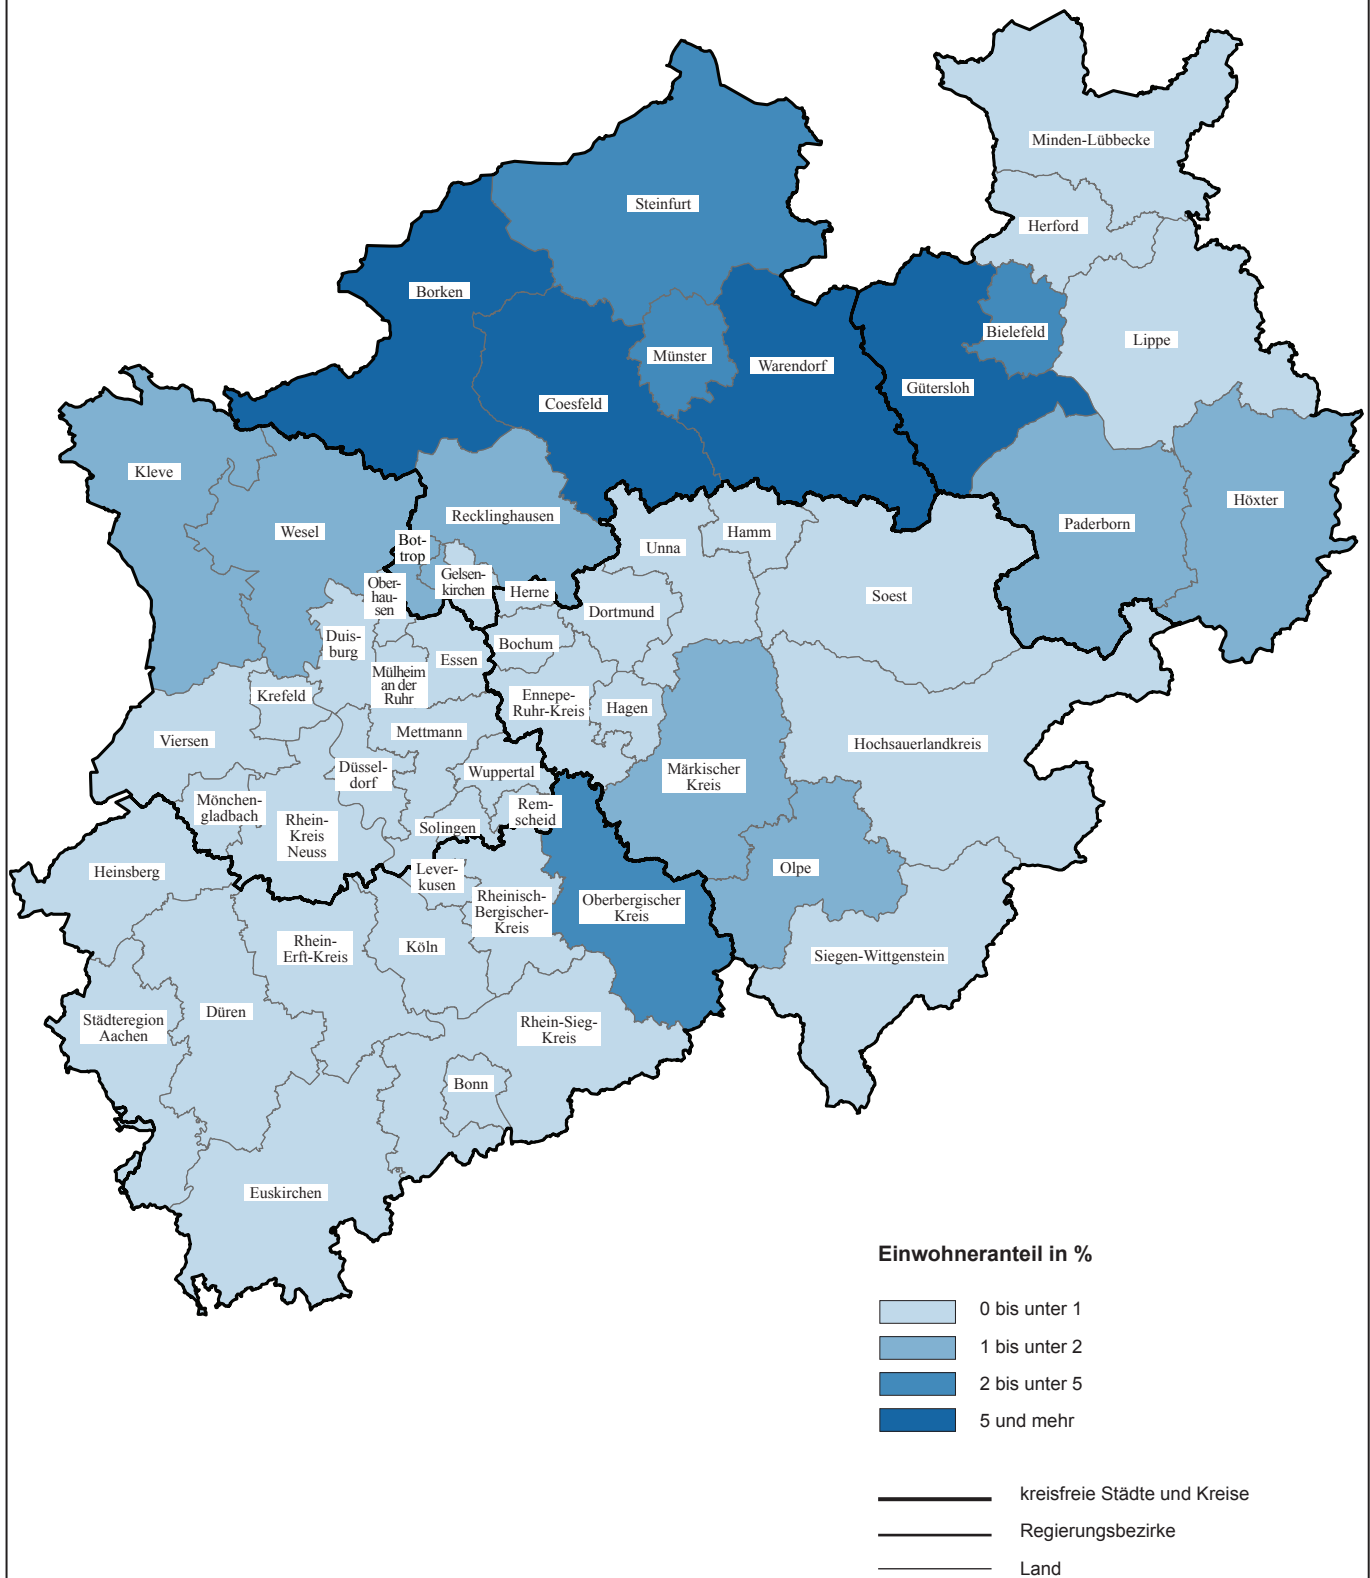 Minden-Lübbecke
Steinfurt
Herford
Borken
Bielefeld
Lippe
Münster
Warendorf
Gütersloh
Coesfeld
Kleve
Höxter
Recklinghausen
Paderborn
Wesel
Hamm
Bot-
trop
Unna
Gelsen-
kirchen
Ober-
hau-
sen
Herne
Soest
Dortmund
Duis-
burg
Bochum
Essen
Mülheim
an der
Ruhr
Krefeld
Ennepe-
Ruhr-Kreis
Hagen
Mettmann
Viersen
Hochsauerlandkreis
Düssel-
dorf
Wuppertal
Märkischer
Kreis
Mönchen-
gladbach
Rem-
scheid
Rhein-
Kreis
Neuss
Solingen
Heinsberg
Lever-
kusen
Olpe
Rheinisch-
Bergischer-
Kreis
Oberbergischer
Kreis
Rhein-
Erft-Kreis
Köln
Siegen-Wittgenstein
Düren
Städteregion
Aachen
Rhein-Sieg-
Kreis
Bonn
Euskirchen
Einwohneranteil in %
0 bis unter 1
1 bis unter 2
2 bis unter 5
5 und mehr
kreisfreie Städte und Kreise
Regierungsbezirke
Land